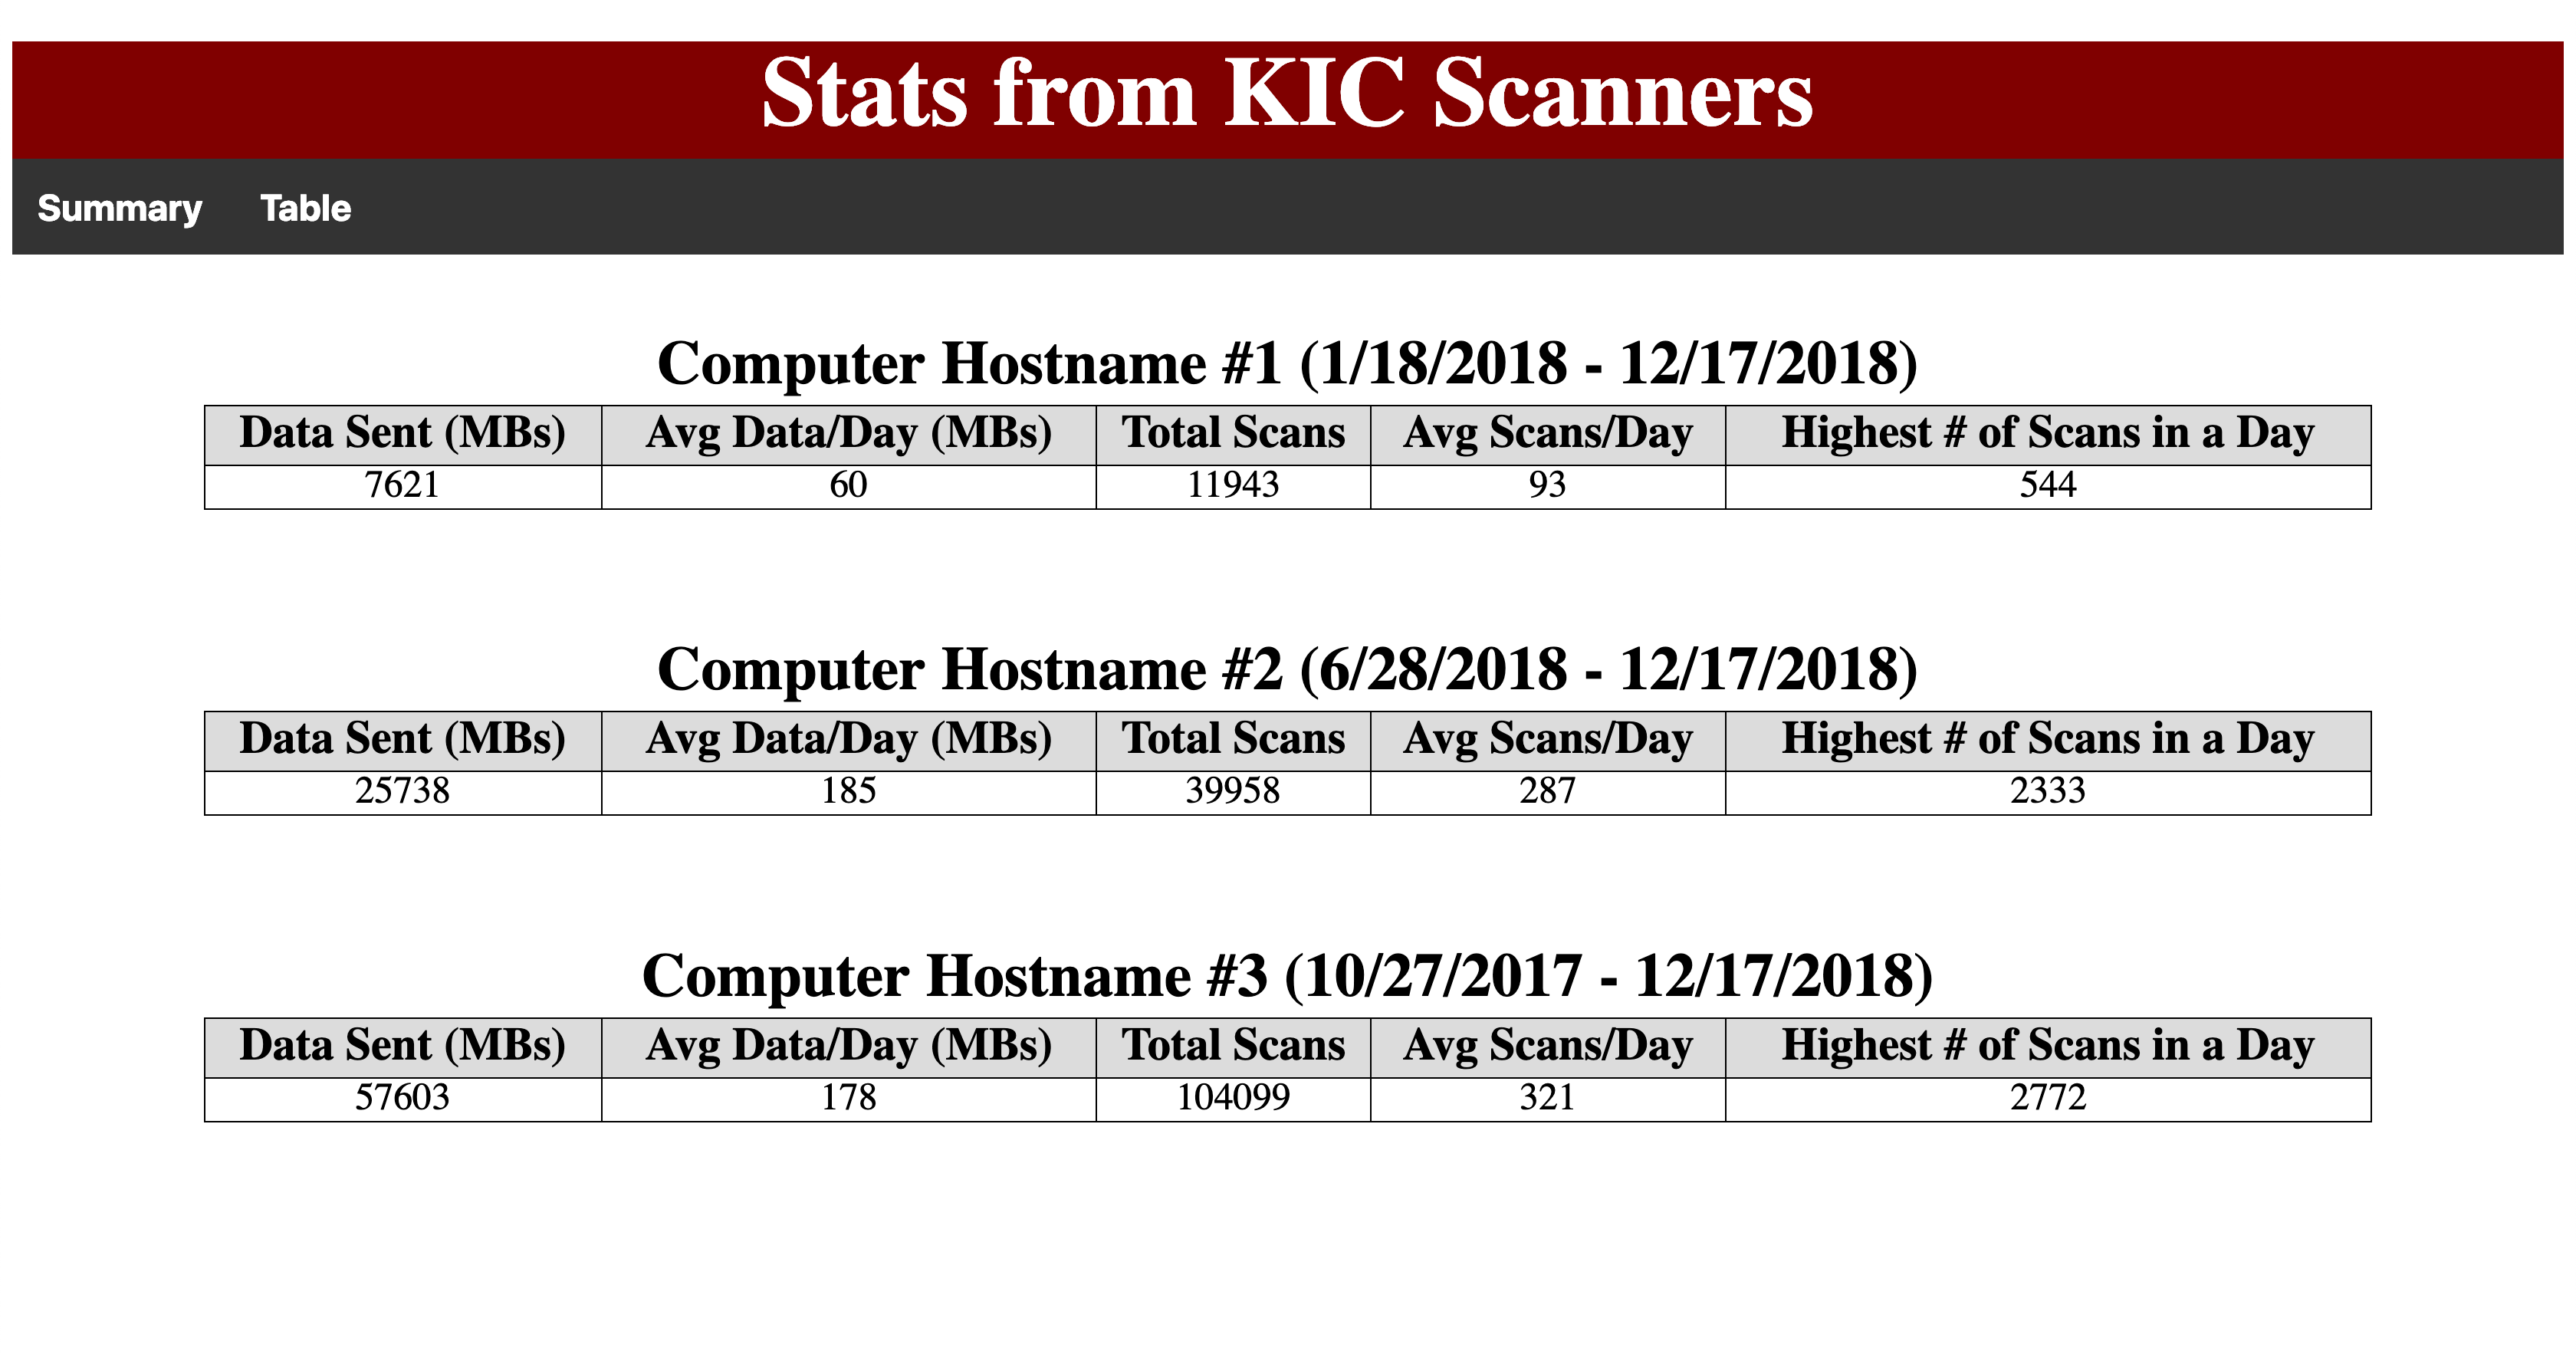 Stats from KIC Scanners
Summary Table
Computer Hostname #1 (1/18/2018 - 12/17/2018)
Data Sent (MBs) Avg Data/Day (MBs) Total Scans Avg Scans/Day Highest # of Scans in a Day
7621 60 11943 93 544
Computer Hostname #2 (6/28/2018 - 12/17/2018)
Data Sent (MBs) Avg Data/Day (MBs) Total Scans Avg Scans/Day Highest # of Scans in a Day
25738 185 39958 287 2333
Computer Hostname #3 (10/27/2017 - 12/17/2018)
Data Sent (MBs) Avg Data/Day (MBs) Total Scans Avg Scans/Day Highest # of Scans in a Day
57603 178 104099 321 2772